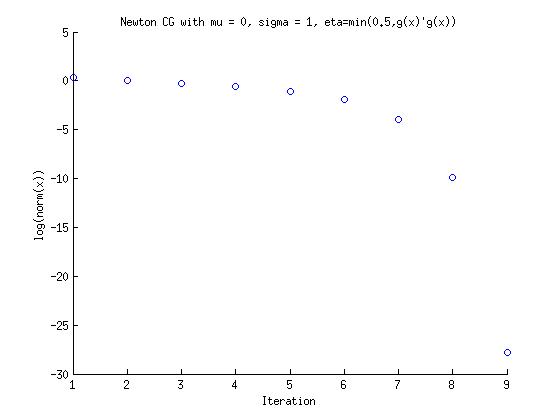 Newton CG with mu = 0, sigma = 1, eta=min(0.5,g(x)'g(x))
5
0
-5
-10
-15
-20
-25
-30
log(norm(x))
1 2 3 4 5 6 7 8 9
Iteration